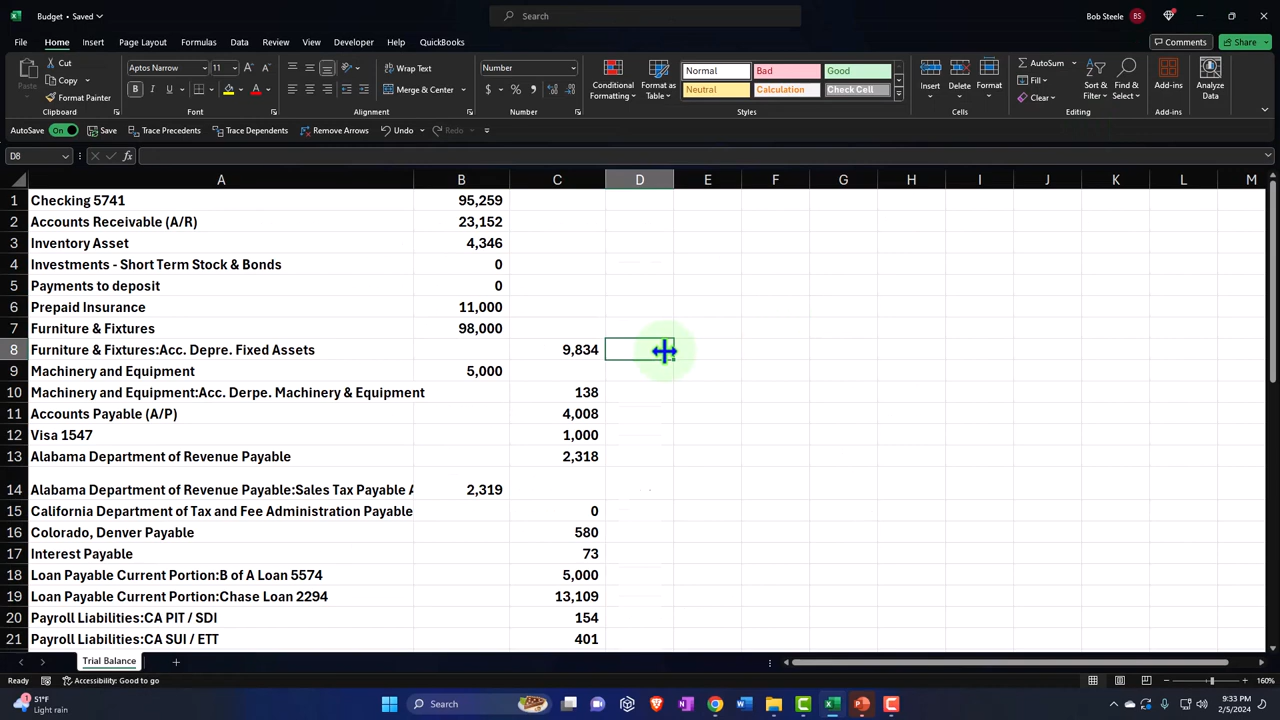 Budget • Saved
Search
Bob Steele BS
File Home Insert Page Layout Formulas Data Review View Developer Help QuickBooks
Comments Share
Paste
Cut
Copy
Format Painter
Clipboard
Aptos Narrow 11
Font
Wrap Text
Merge & Center
Alignment
Number
Number
Conditional Formatting
Format as Table
Normal Bad Good
Neutral Calculation Check Cell
Styles
Insert Delete Format
Cells
AutoSum
Fill
Clear
Sort & Filter
Find & Select
Editing
Add-ins
Add-ins
Analyze Data
AutoSave On Save Trace Precedents Trace Dependents Remove Arrows Undo Redo
D8 fx
A B C D E F G H I J K L M
1 Checking 5741 95,259
2 Accounts Receivable (A/R) 23,152
3 Inventory Asset 4,346
4 Investments - Short Term Stock & Bonds 0
5 Payments to deposit 0
6 Prepaid Insurance 11,000
7 Furniture & Fixtures 98,000
8 Furniture & Fixtures:Acc. Depre. Fixed Assets 9,834
9 Machinery and Equipment 5,000
10 Machinery and Equipment:Acc. Derpe. Machinery & Equipment 138
11 Accounts Payable (A/P) 4,008
12 Visa 1547 1,000
13 Alabama Department of Revenue Payable 2,318
14 Alabama Department of Revenue Payable:Sales Tax Payable A 2,319
15 California Department of Tax and Fee Administration Payable 0
16 Colorado, Denver Payable 580
17 Interest Payable 73
18 Loan Payable Current Portion:B of A Loan 5574 5,000
19 Loan Payable Current Portion:Chase Loan 2294 13,109
20 Payroll Liabilities:CA PIT / SDI 154
21 Payroll Liabilities:CA SUI / ETT 401
Trial Balance
Ready Accessibility: Good to go 160%
51°F
Light rain
Search
9:33 PM
2/5/2024